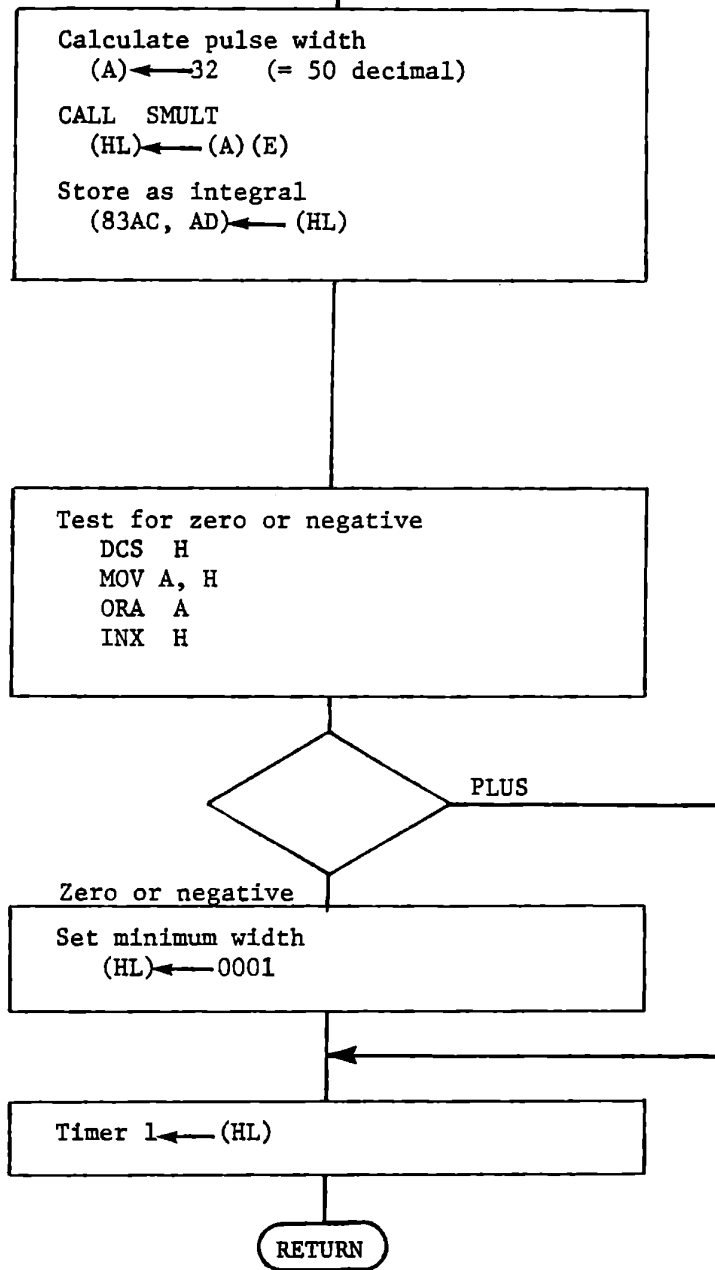 Calculate pulse width
(A)←32 (= 50 decimal)
CALL SMULT
(HL)← (A)(E)
Store as integral
(83AC, AD)← (HL)
Test for zero or negative
DCS H
MOV A, H
ORA A
INX H
PLUS
Zero or negative
Set minimum width
(HL)←0001
Timer 1← (HL)
RETURN